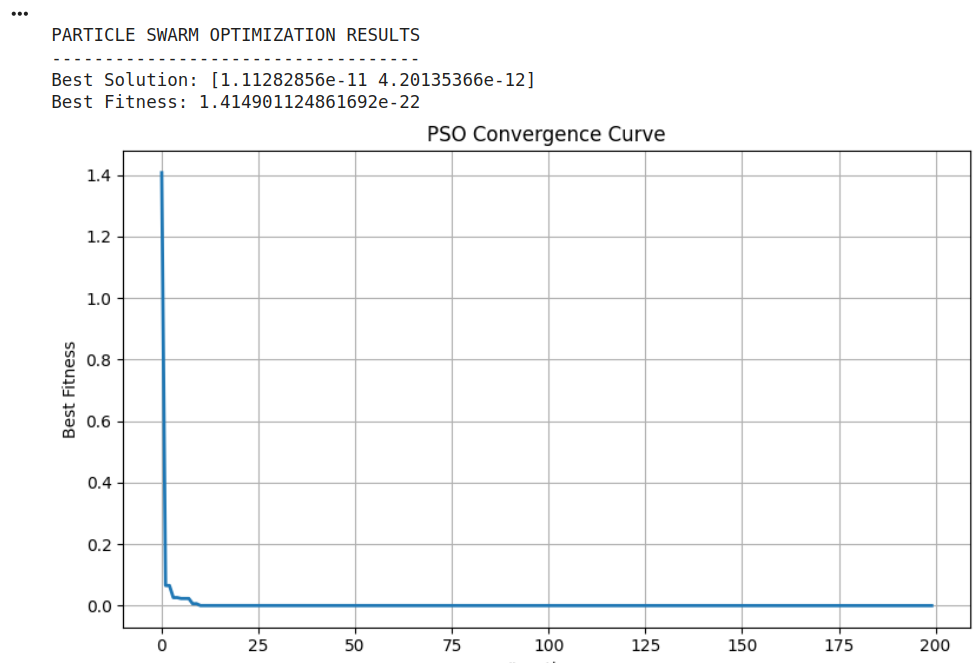 •••
PARTICLE SWARM OPTIMIZATION RESULTS
-----------------------------------
Best Solution: [1.11282856e-11 4.20135366e-12]
Best Fitness: 1.414901124861692e-22
PSO Convergence Curve
1.4
1.2
1.0
0.8
0.6
0.4
0.2
0.0
Best Fitness
0 25 50 75 100 125 150 175 200